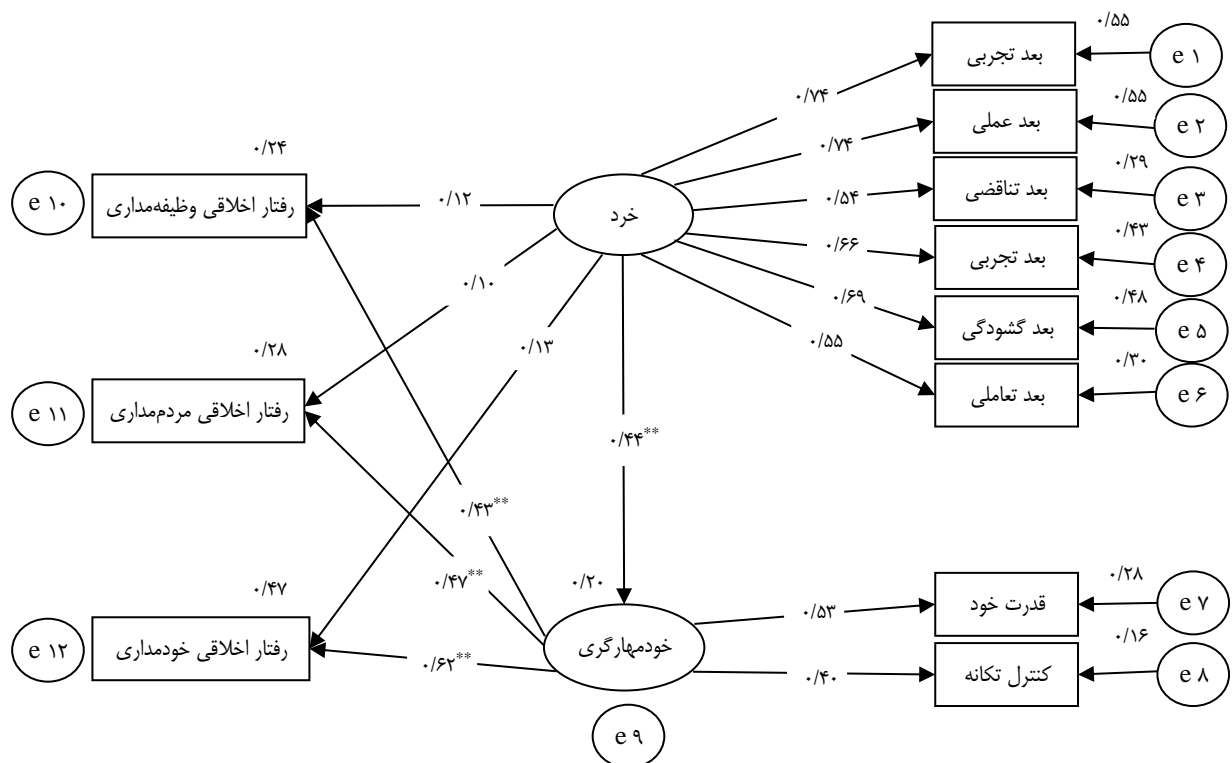 ۰/۵۵
بعد تجربی
e ۱
۰/۷۴
۰/۵۵
بعد عملی
e ۲
۰/۷۴
۰/۲۹
بعد تناقضی
e ۳
۰/۵۴
۰/۴۳
بعد تجربی
e ۴
۰/۶۶
۰/۴۸
بعد گشودگی
e ۵
۰/۶۹
۰/۳۰
بعد تعاملی
e ۶
۰/۵۵
خرد
۰/۲۴
رفتار اخلاقی وظیفه‌مداری
e ۱۰
۰/۱۲
۰/۱۰
۰/۱۳
۰/۲۸
رفتار اخلاقی مردم‌مداری
e ۱۱
۰/۴۴**
۰/۴۳**
۰/۴۷**
۰/۴۷
رفتار اخلاقی خودمداری
e ۱۲
۰/۶۲**
۰/۲۰
خودمهارگری
e ۹
۰/۵۳
۰/۲۸
قدرت خود
e ۷
۰/۴۰
۰/۱۶
کنترل تکانه
e ۸